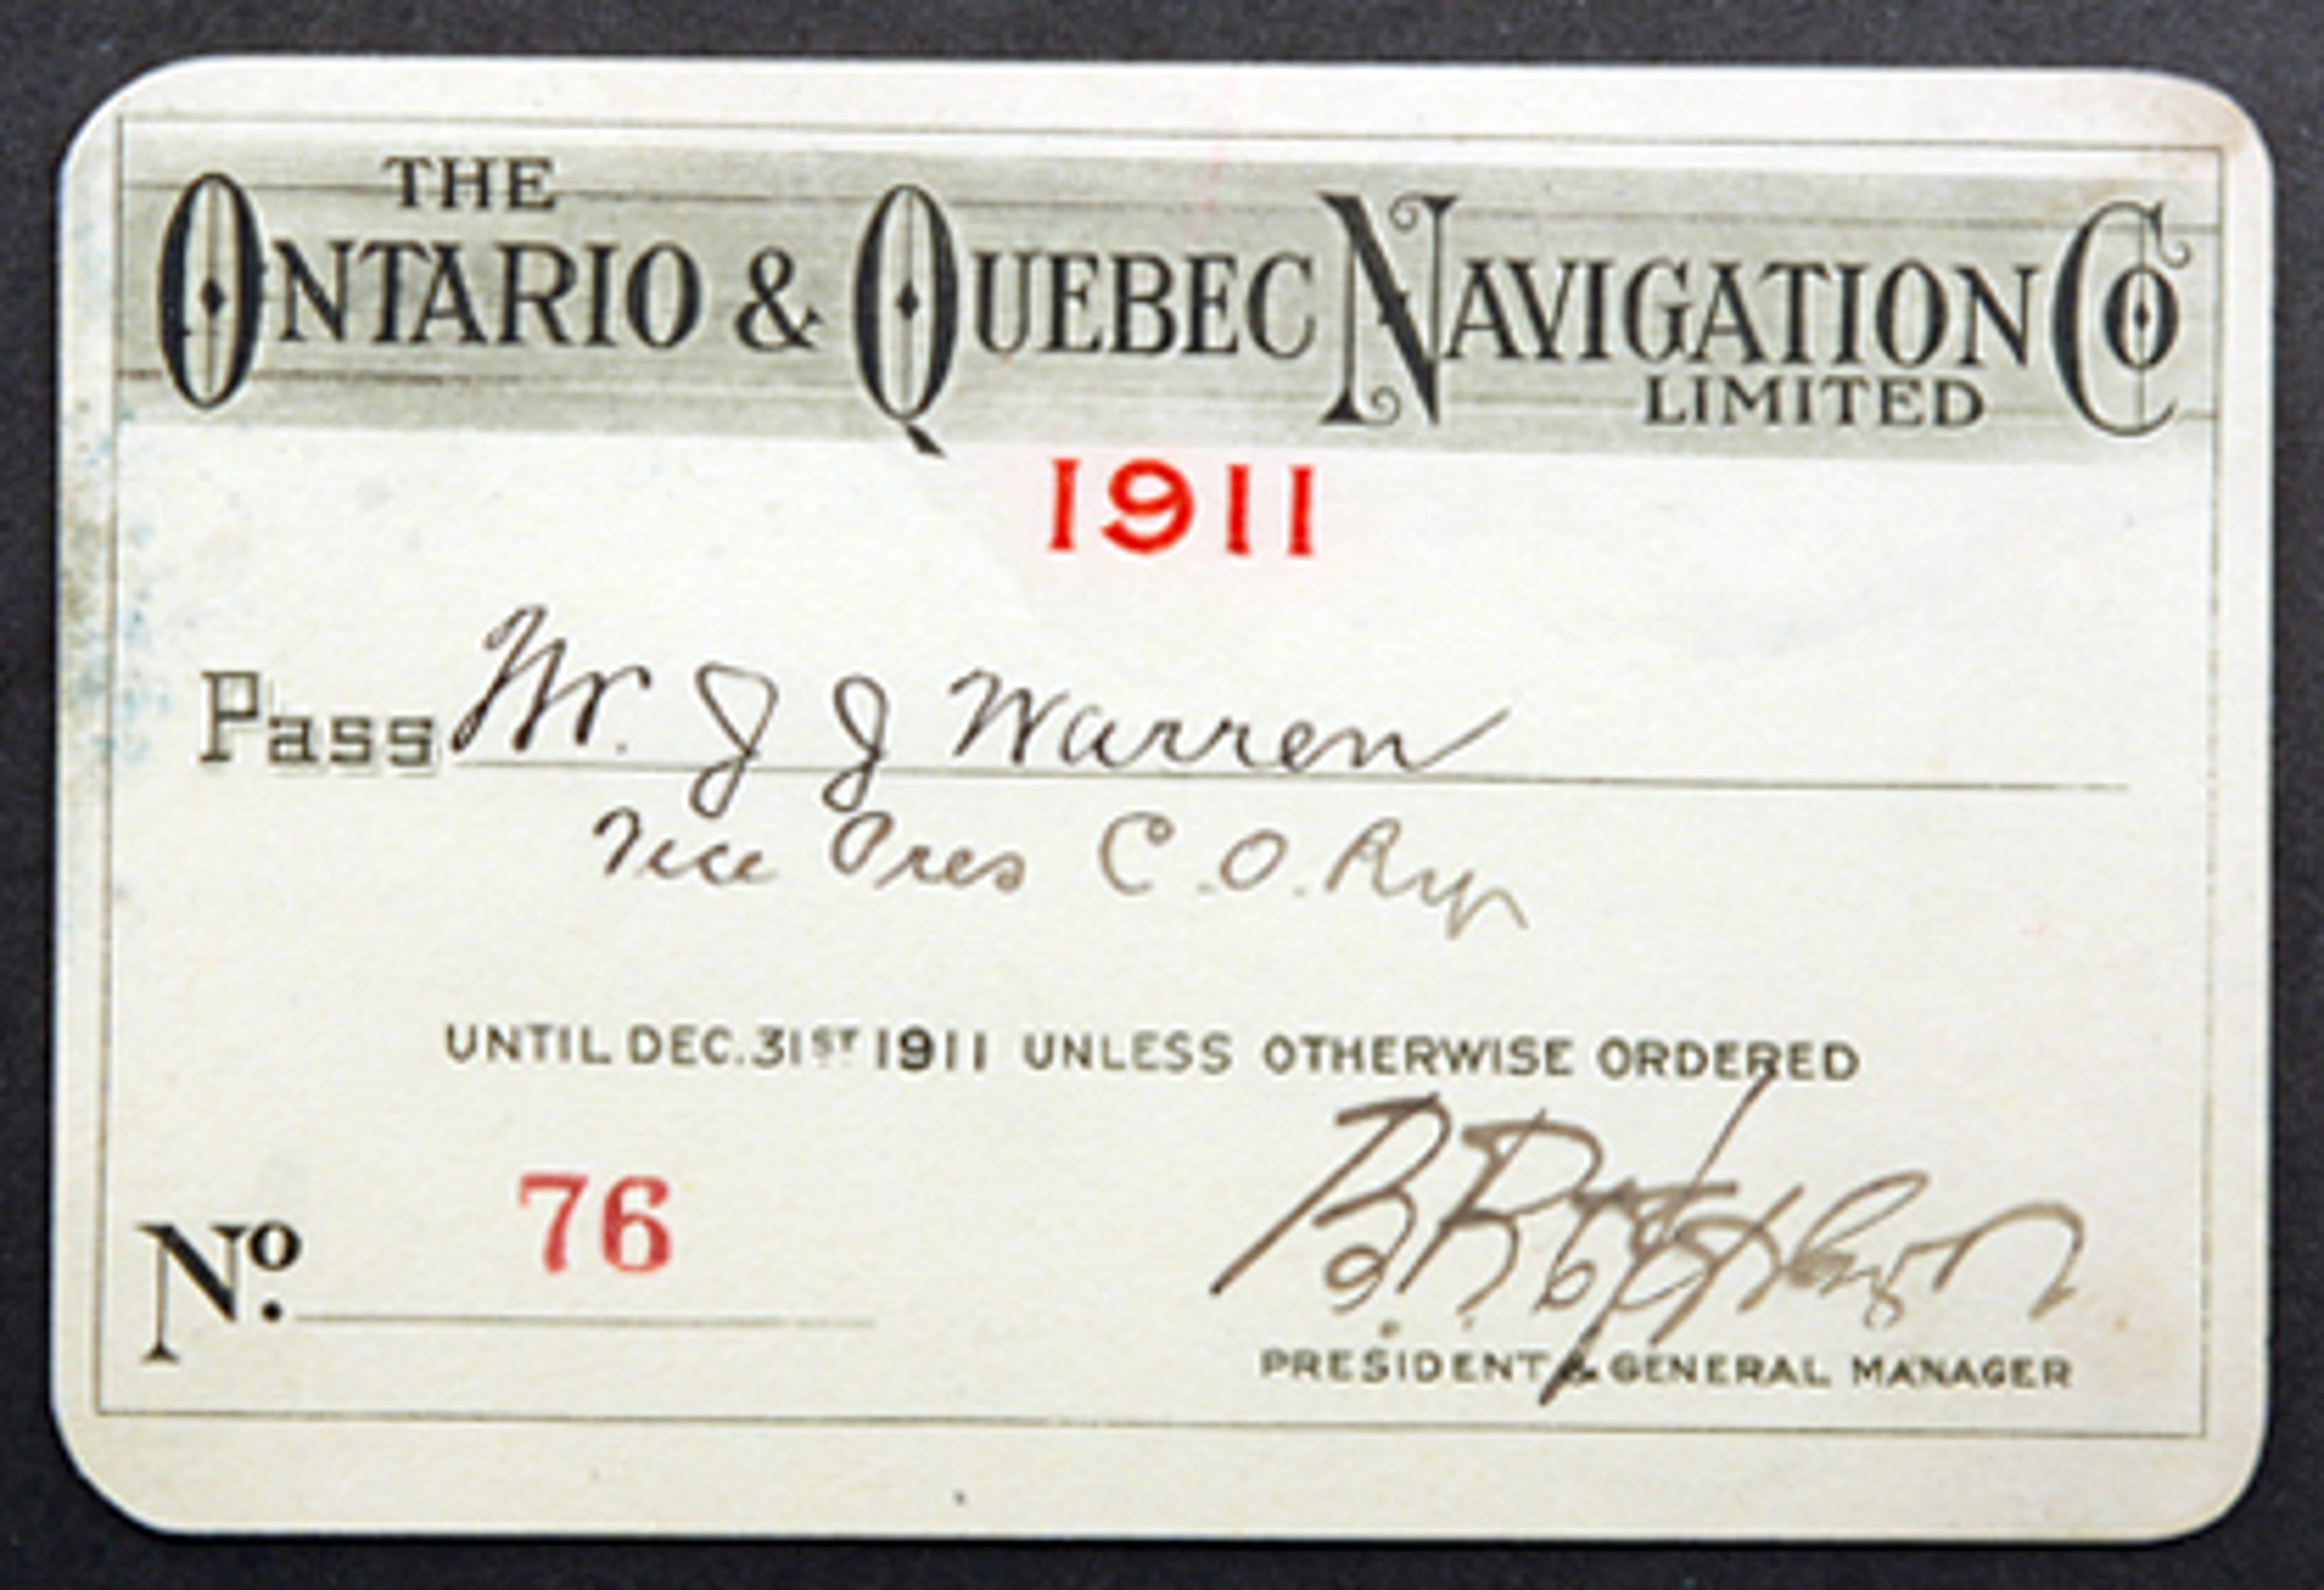 THE
ONTARIO & QUEBEC NAVIGATION CO
LIMITED
1911
Pass Mr. J J Warren
Vice Pres C.O. Ry
UNTIL DEC. 31ST 1911 UNLESS OTHERWISE ORDERED
No. 76
PRESIDENT & GENERAL MANAGER